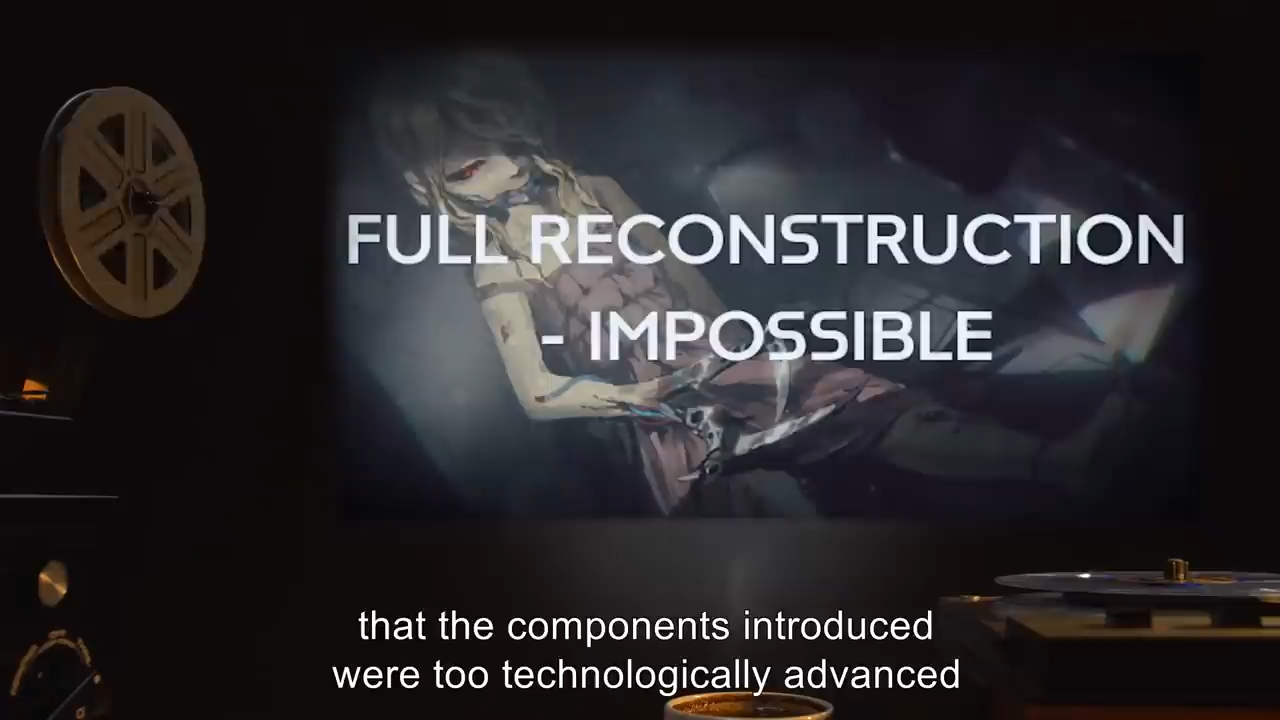 FULL RECONSTRUCTION
- IMPOSSIBLE
that the components introduced
were too technologically advanced